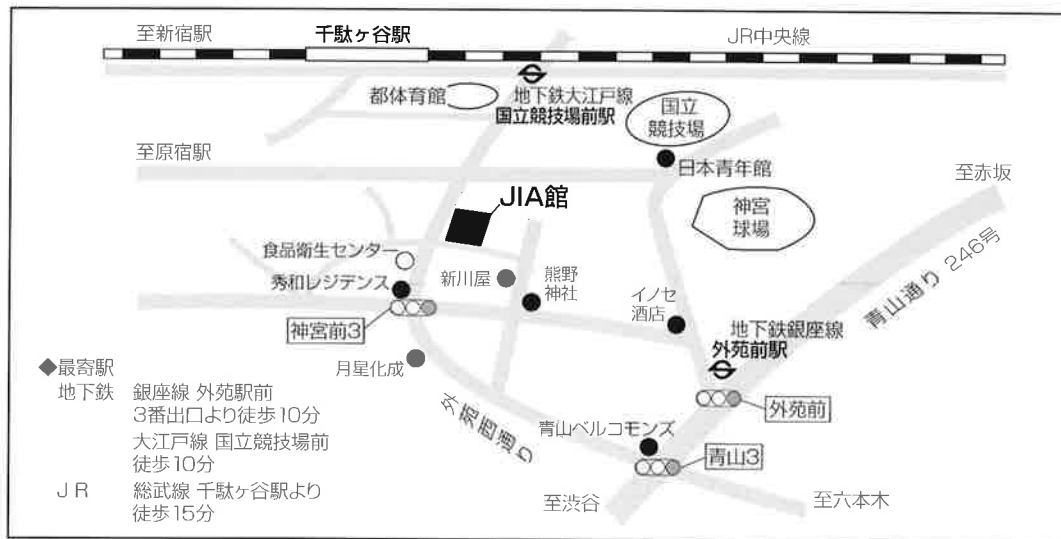 至新宿駅
千駄ヶ谷駅
JR中央線
都体育館
地下鉄大江戸線
国立競技場前駅
国立
競技場
至原宿駅
日本青年館
至赤坂
JIA館
神宮
球場
食品衛生センター
秀和レジデンス
新川屋
熊野
神社
イノセ
酒店
青山通り 246号
神宮前3
地下鉄銀座線
外苑前駅
月星化成
外苑西通り
外苑前
青山ベルコモンズ
青山3
至渋谷
至六本木
◆最寄駅
地下鉄 銀座線 外苑駅前
3番出口より徒歩10分
大江戸線 国立競技場前
徒歩10分
JR 総武線 千駄ヶ谷駅より
徒歩15分